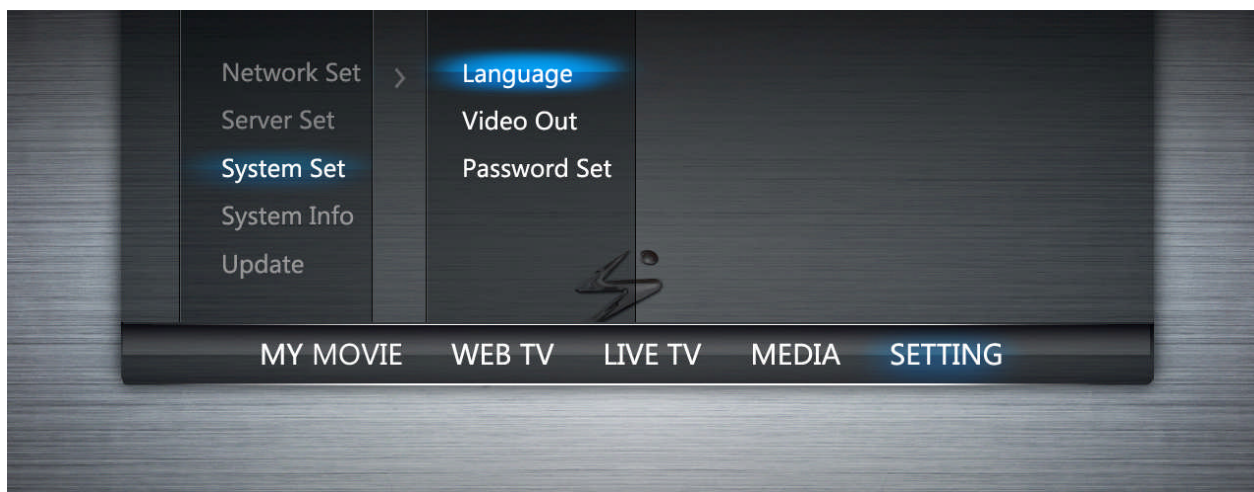 Network Set >
Server Set
System Set
System Info
Update
Language
Video Out
Password Set
MY MOVIE WEB TV LIVE TV MEDIA SETTING